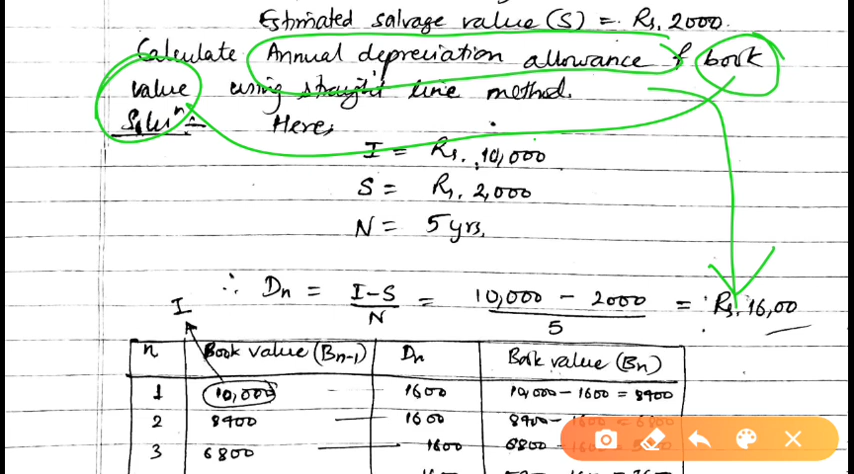 Estimated salvage value (S) = Rs. 2000.
Calculate Annual depreciation allowance & book
value using straight line method.
Soluⁿ:- Here,
I = Rs. 10,000
S = Rs. 2,000
N = 5 yrs.
∴ Dn = I-S/N = 10,000 - 2000/5 = Rs. 16,00
I
n Book value (Bn-1) Dn Book value (Bn)
1 10,000 1600 10,000 - 1600 = 8400
2 8400 1600 8400 - 1600
3 6800 1600 6800